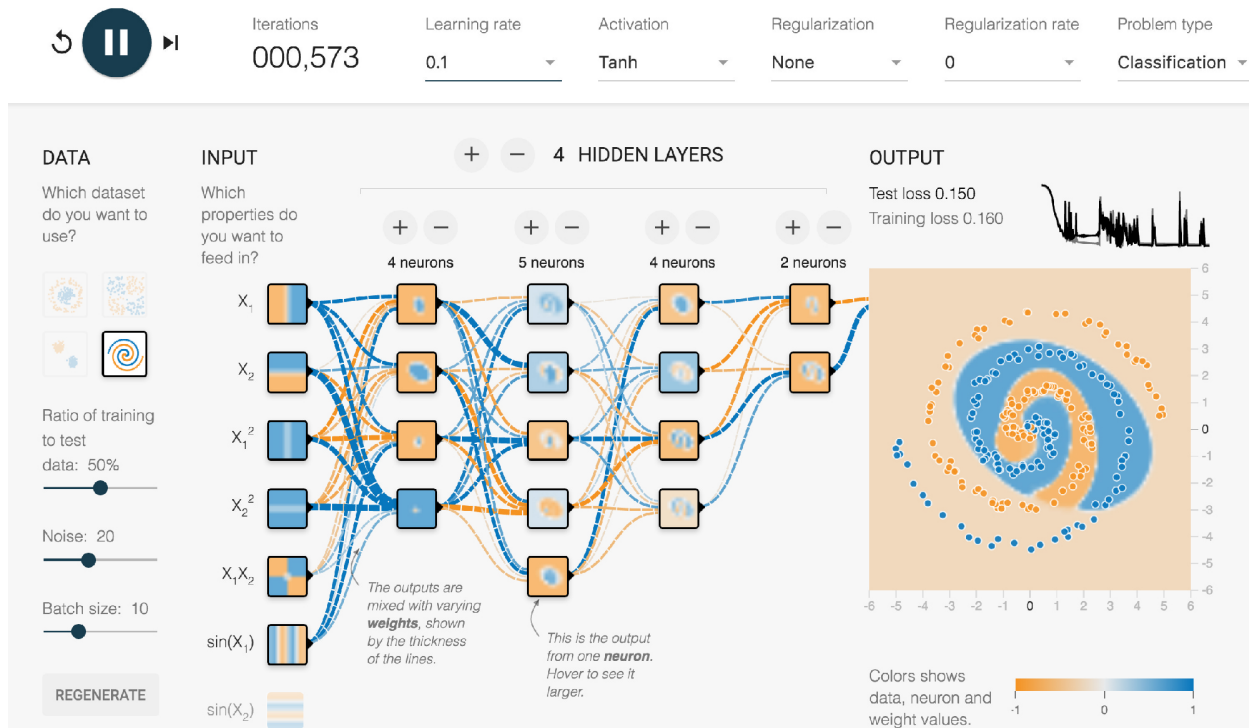 Iterations
000,573
Learning rate
0.1
Activation
Tanh
Regularization
None
Regularization rate
0
Problem type
Classification
DATA
Which dataset
do you want to
use?
Ratio of training
to test
data: 50%
Noise: 20
Batch size: 10
REGENERATE
INPUT
Which
properties do
you want to
feed in?
X₁
X₂
X₁²
X₂²
X₁X₂
sin(X₁)
sin(X₂)
+ − 4 HIDDEN LAYERS
+ − + − + − + −
4 neurons
5 neurons
4 neurons
2 neurons
The outputs are
mixed with varying
weights, shown
by the thickness
of the lines.
This is the output
from one neuron.
Hover to see it
larger.
OUTPUT
Test loss 0.150
Training loss 0.160
6
5
4
3
2
1
0
-1
-2
-3
-4
-5
-6
-6 -5 -4 -3 -2 -1 0 1 2 3 4 5 6
Colors shows
data, neuron and
weight values.
-1 0 1